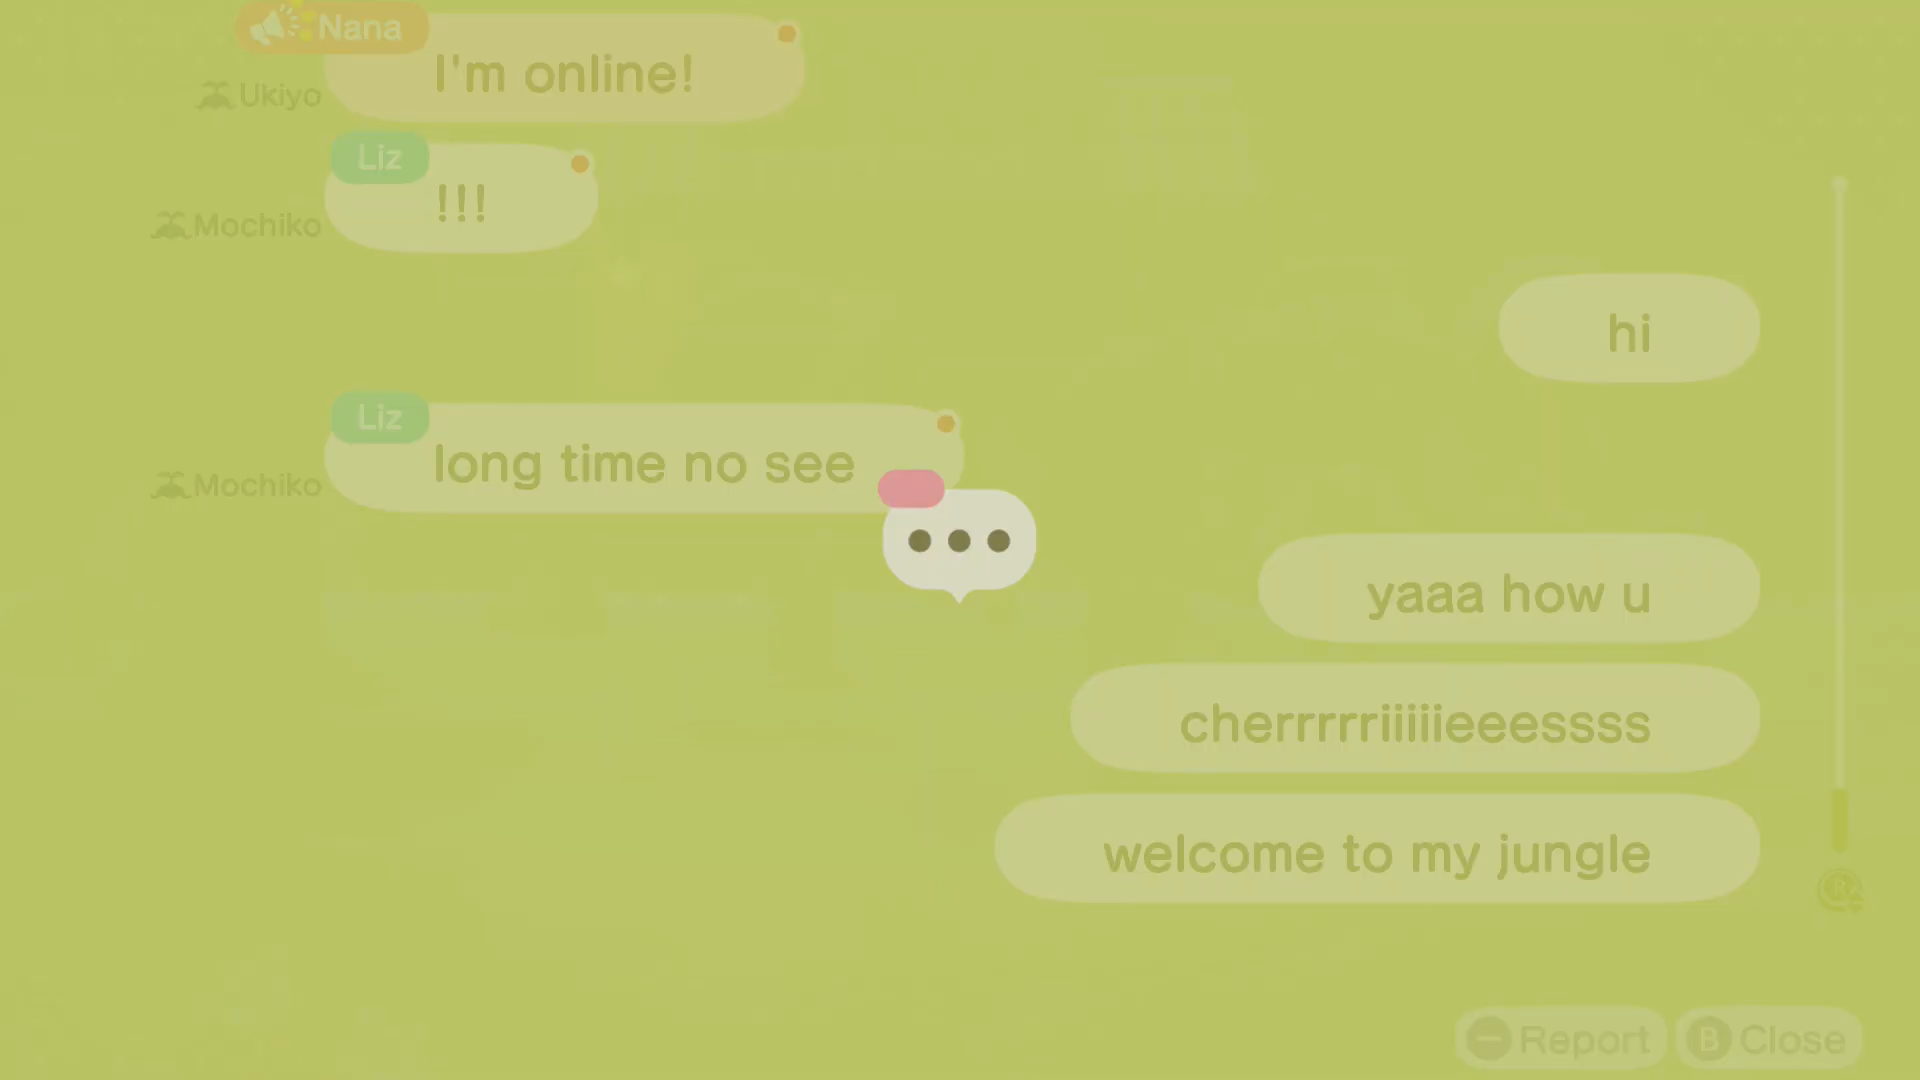 Nana
I'm online!
Ukiyo
Liz
!!!
Mochiko
hi
Liz
long time no see
Mochiko
yaaa how u
cherrrrrriiiiiieeeessss
welcome to my jungle
R
Report
B Close